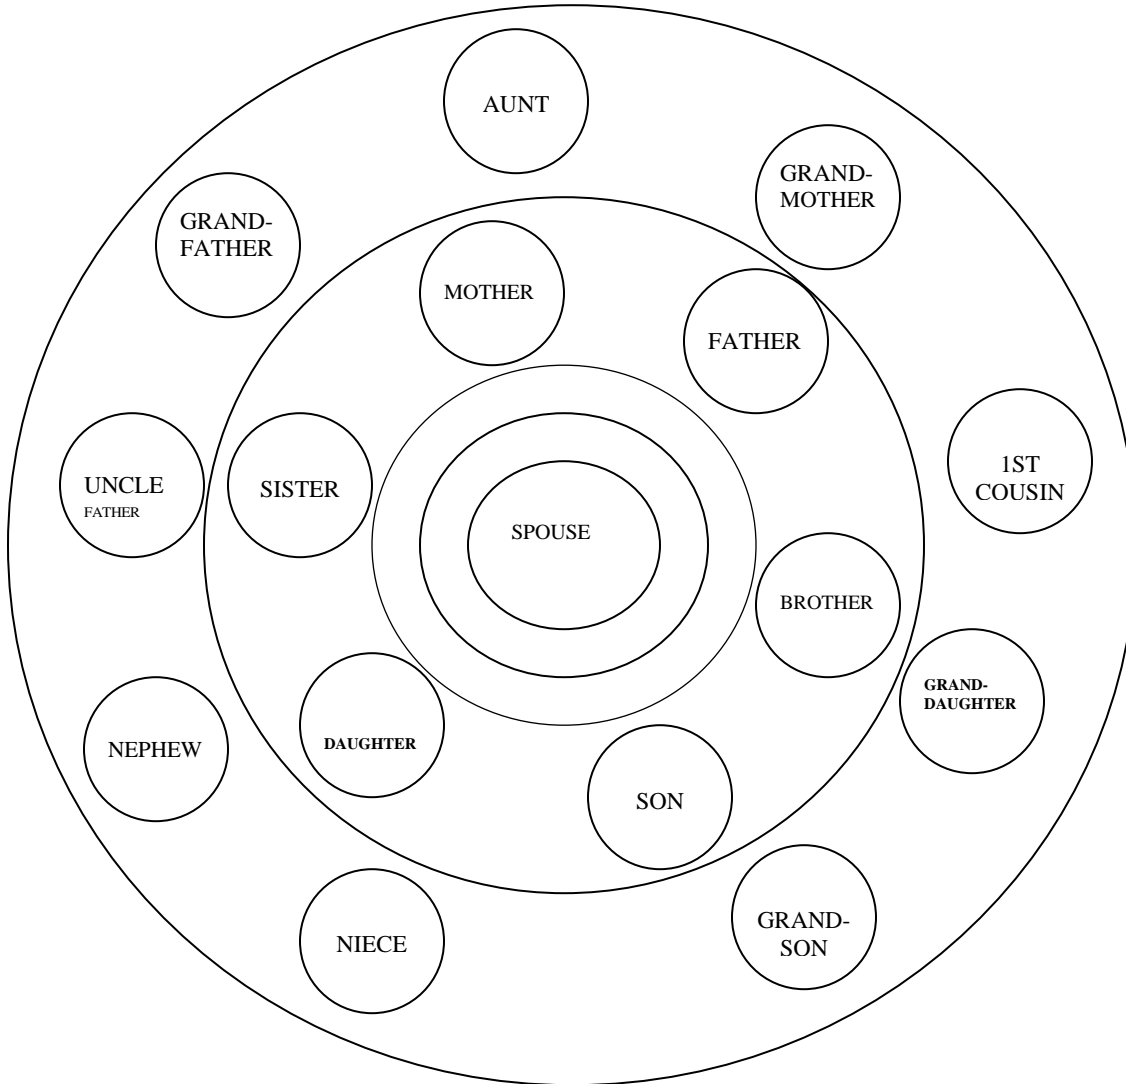 AUNT
GRAND-
MOTHER
GRAND-
FATHER
MOTHER
FATHER
1ST
COUSIN
UNCLE
FATHER
SISTER
SPOUSE
BROTHER
GRAND-
DAUGHTER
NEPHEW
DAUGHTER
SON
GRAND-
SON
NIECE